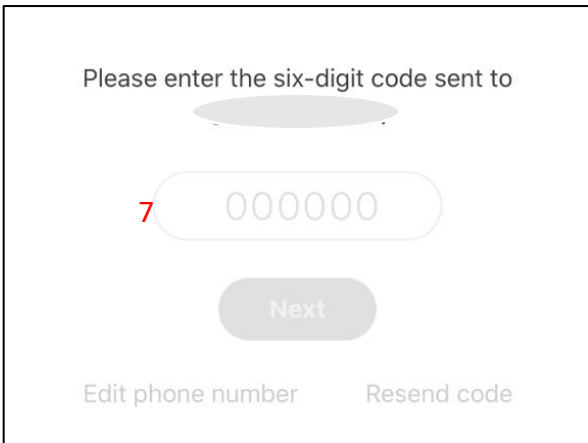 Please enter the six-digit code sent to
7 000000
Next
Edit phone number Resend code